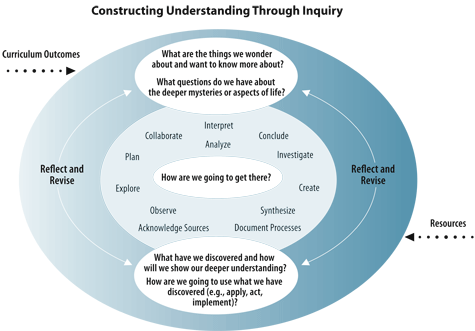 Constructing Understanding Through Inquiry
Curriculum Outcomes
What are the things we wonder
about and want to know more about?
What questions do we have about
the deeper mysteries or aspects of life?
Interpret
Collaborate
Conclude
Analyze
Plan
Investigate
Reflect and
Revise
How are we going to get there?
Reflect and
Revise
Explore
Create
Observe
Synthesize
Acknowledge Sources
Document Processes
Resources
What have we discovered and how
will we show our deeper understanding?
How are we going to use what we have
discovered (e.g., apply, act,
implement)?